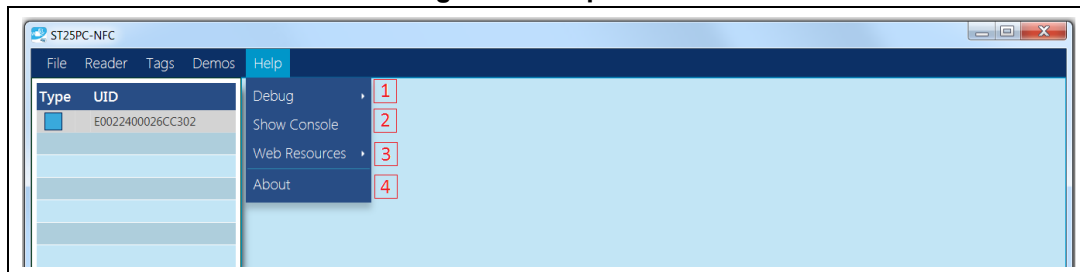 ST25PC-NFC
File Reader Tags Demos Help
Type UID
E0022400026CC302
Debug 1
Show Console 2
Web Resources 3
About 4